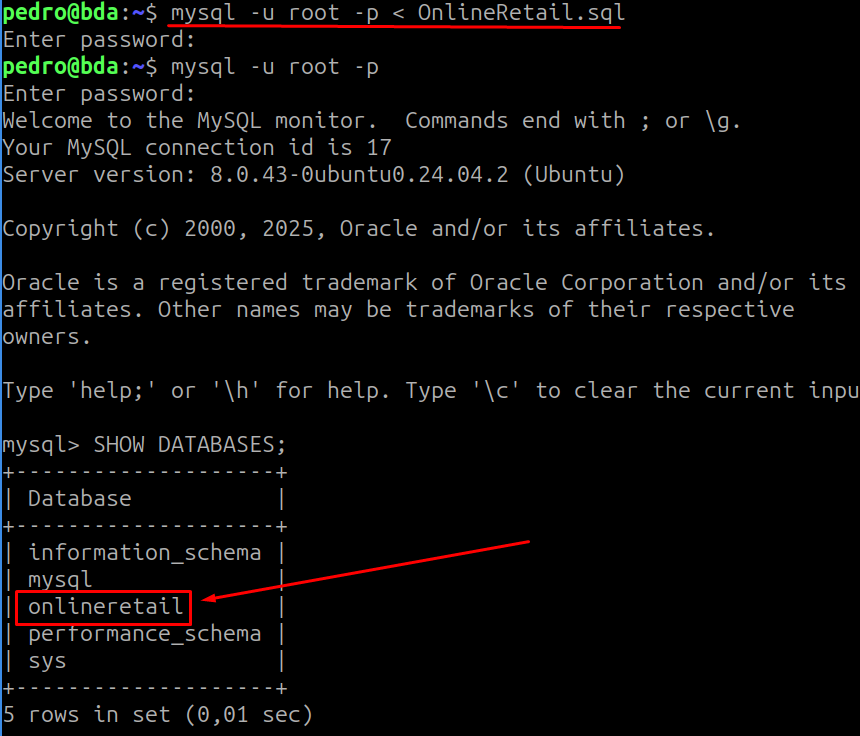 pedro@bda:~$ mysql -u root -p < OnlineRetail.sql
Enter password:
pedro@bda:~$ mysql -u root -p
Enter password:
Welcome to the MySQL monitor.  Commands end with ; or \g.
Your MySQL connection id is 17
Server version: 8.0.43-0ubuntu0.24.04.2 (Ubuntu)
Copyright (c) 2000, 2025, Oracle and/or its affiliates.
Oracle is a registered trademark of Oracle Corporation and/or its
affiliates. Other names may be trademarks of their respective
owners.
Type 'help;' or '\h' for help. Type '\c' to clear the current inpu
mysql> SHOW DATABASES;
+--------------------+
| Database           |
+--------------------+
| information_schema |
| mysql              |
| onlineretail       |
| performance_schema |
| sys                |
+--------------------+
5 rows in set (0,01 sec)